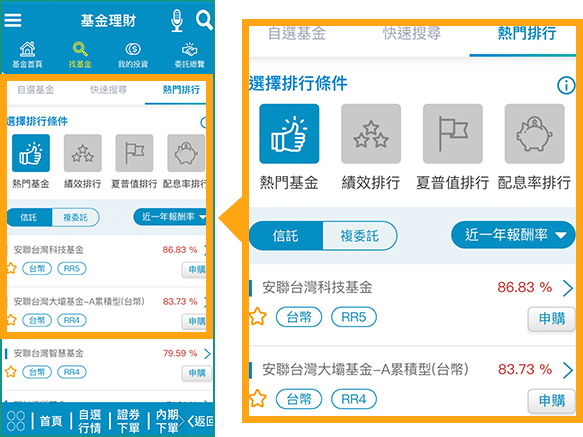 基金理財
基金首頁 找基金 我的投資 委託總覽
自選基金 快速搜尋 熱門排行
選擇排行條件
熱門基金 績效排行 夏普值排行 配息率排行
信託 複委託 近一年報酬率
安聯台灣科技基金 86.83 %
台幣 RR5 申購
安聯台灣大壩基金-A累積型(台幣) 83.73 %
台幣 RR4 申購
安聯台灣智慧基金 79.59 %
台幣 RR4 申購
首頁 自選行情 證券下單 內期下單 返回
自選基金 快速搜尋 熱門排行
選擇排行條件
熱門基金 績效排行 夏普值排行 配息率排行
信託 複委託 近一年報酬率
安聯台灣科技基金 86.83 %
台幣 RR5 申購
安聯台灣大壩基金–A累積型(台幣) 83.73 %
台幣 RR4 申購